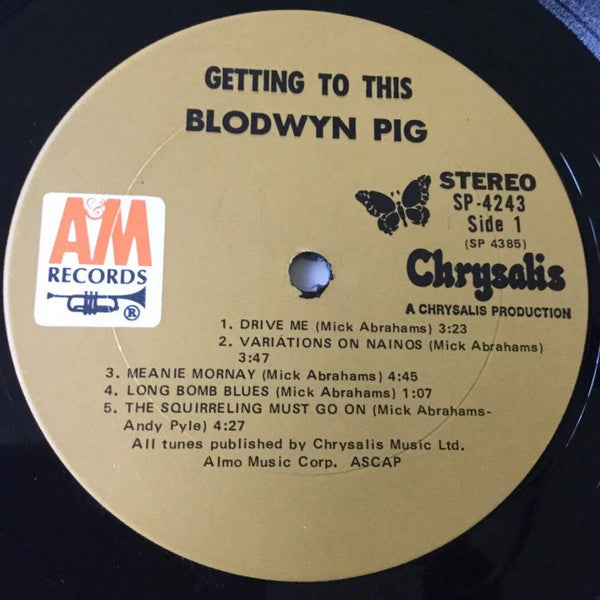 GETTING TO THIS
BLODWYN PIG
A&M
RECORDS
®
STEREO
SP-4243
Side 1
(SP 4385)
Chrysalis
A CHRYSALIS PRODUCTION
1. DRIVE ME (Mick Abrahams) 3:23
2. VARIATIONS ON NAINOS (Mick Abrahams)
3:47
3. MEANIE MORNAY (Mick Abrahams) 4:45
4. LONG BOMB BLUES (Mick Abrahams) 1:07
5. THE SQUIRRELING MUST GO ON (Mick Abrahams-
Andy Pyle) 4:27
All tunes published by Chrysalis Music Ltd.
Almo Music Corp. ASCAP